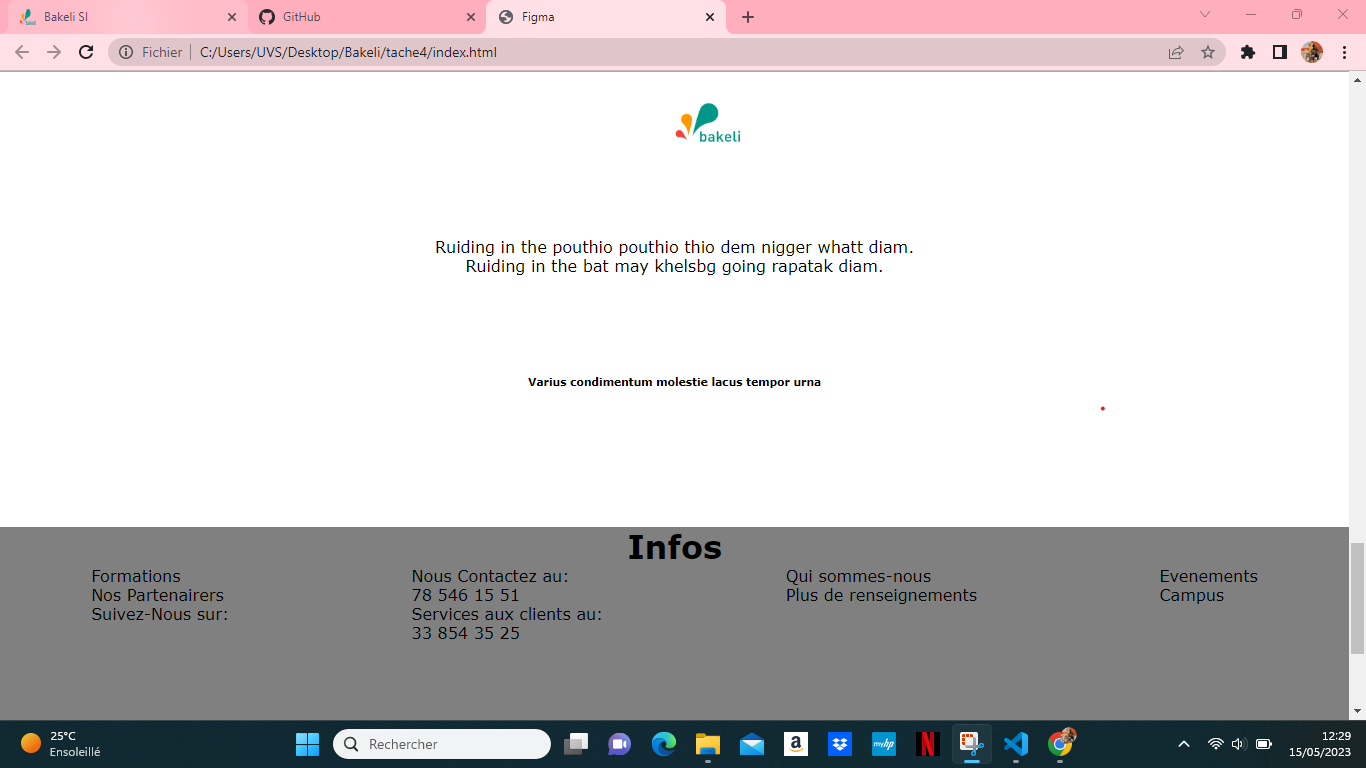 Bakeli SI
GitHub
Figma
Fichier
C:/Users/UVS/Desktop/Bakeli/tache4/index.html
bakeli
Ruiding in the pouthio pouthio thio dem nigger whatt diam.
Ruiding in the bat may khelsbg going rapatak diam.
Varius condimentum molestie lacus tempor urna
Infos
Formations
Nos Partenairers
Suivez-Nous sur:
Nous Contactez au:
78 546 15 51
Services aux clients au:
33 854 35 25
Qui sommes-nous
Plus de renseignements
Evenements
Campus
25°C
Ensoleillé
Rechercher
a
myhp
N
12:29
15/05/2023